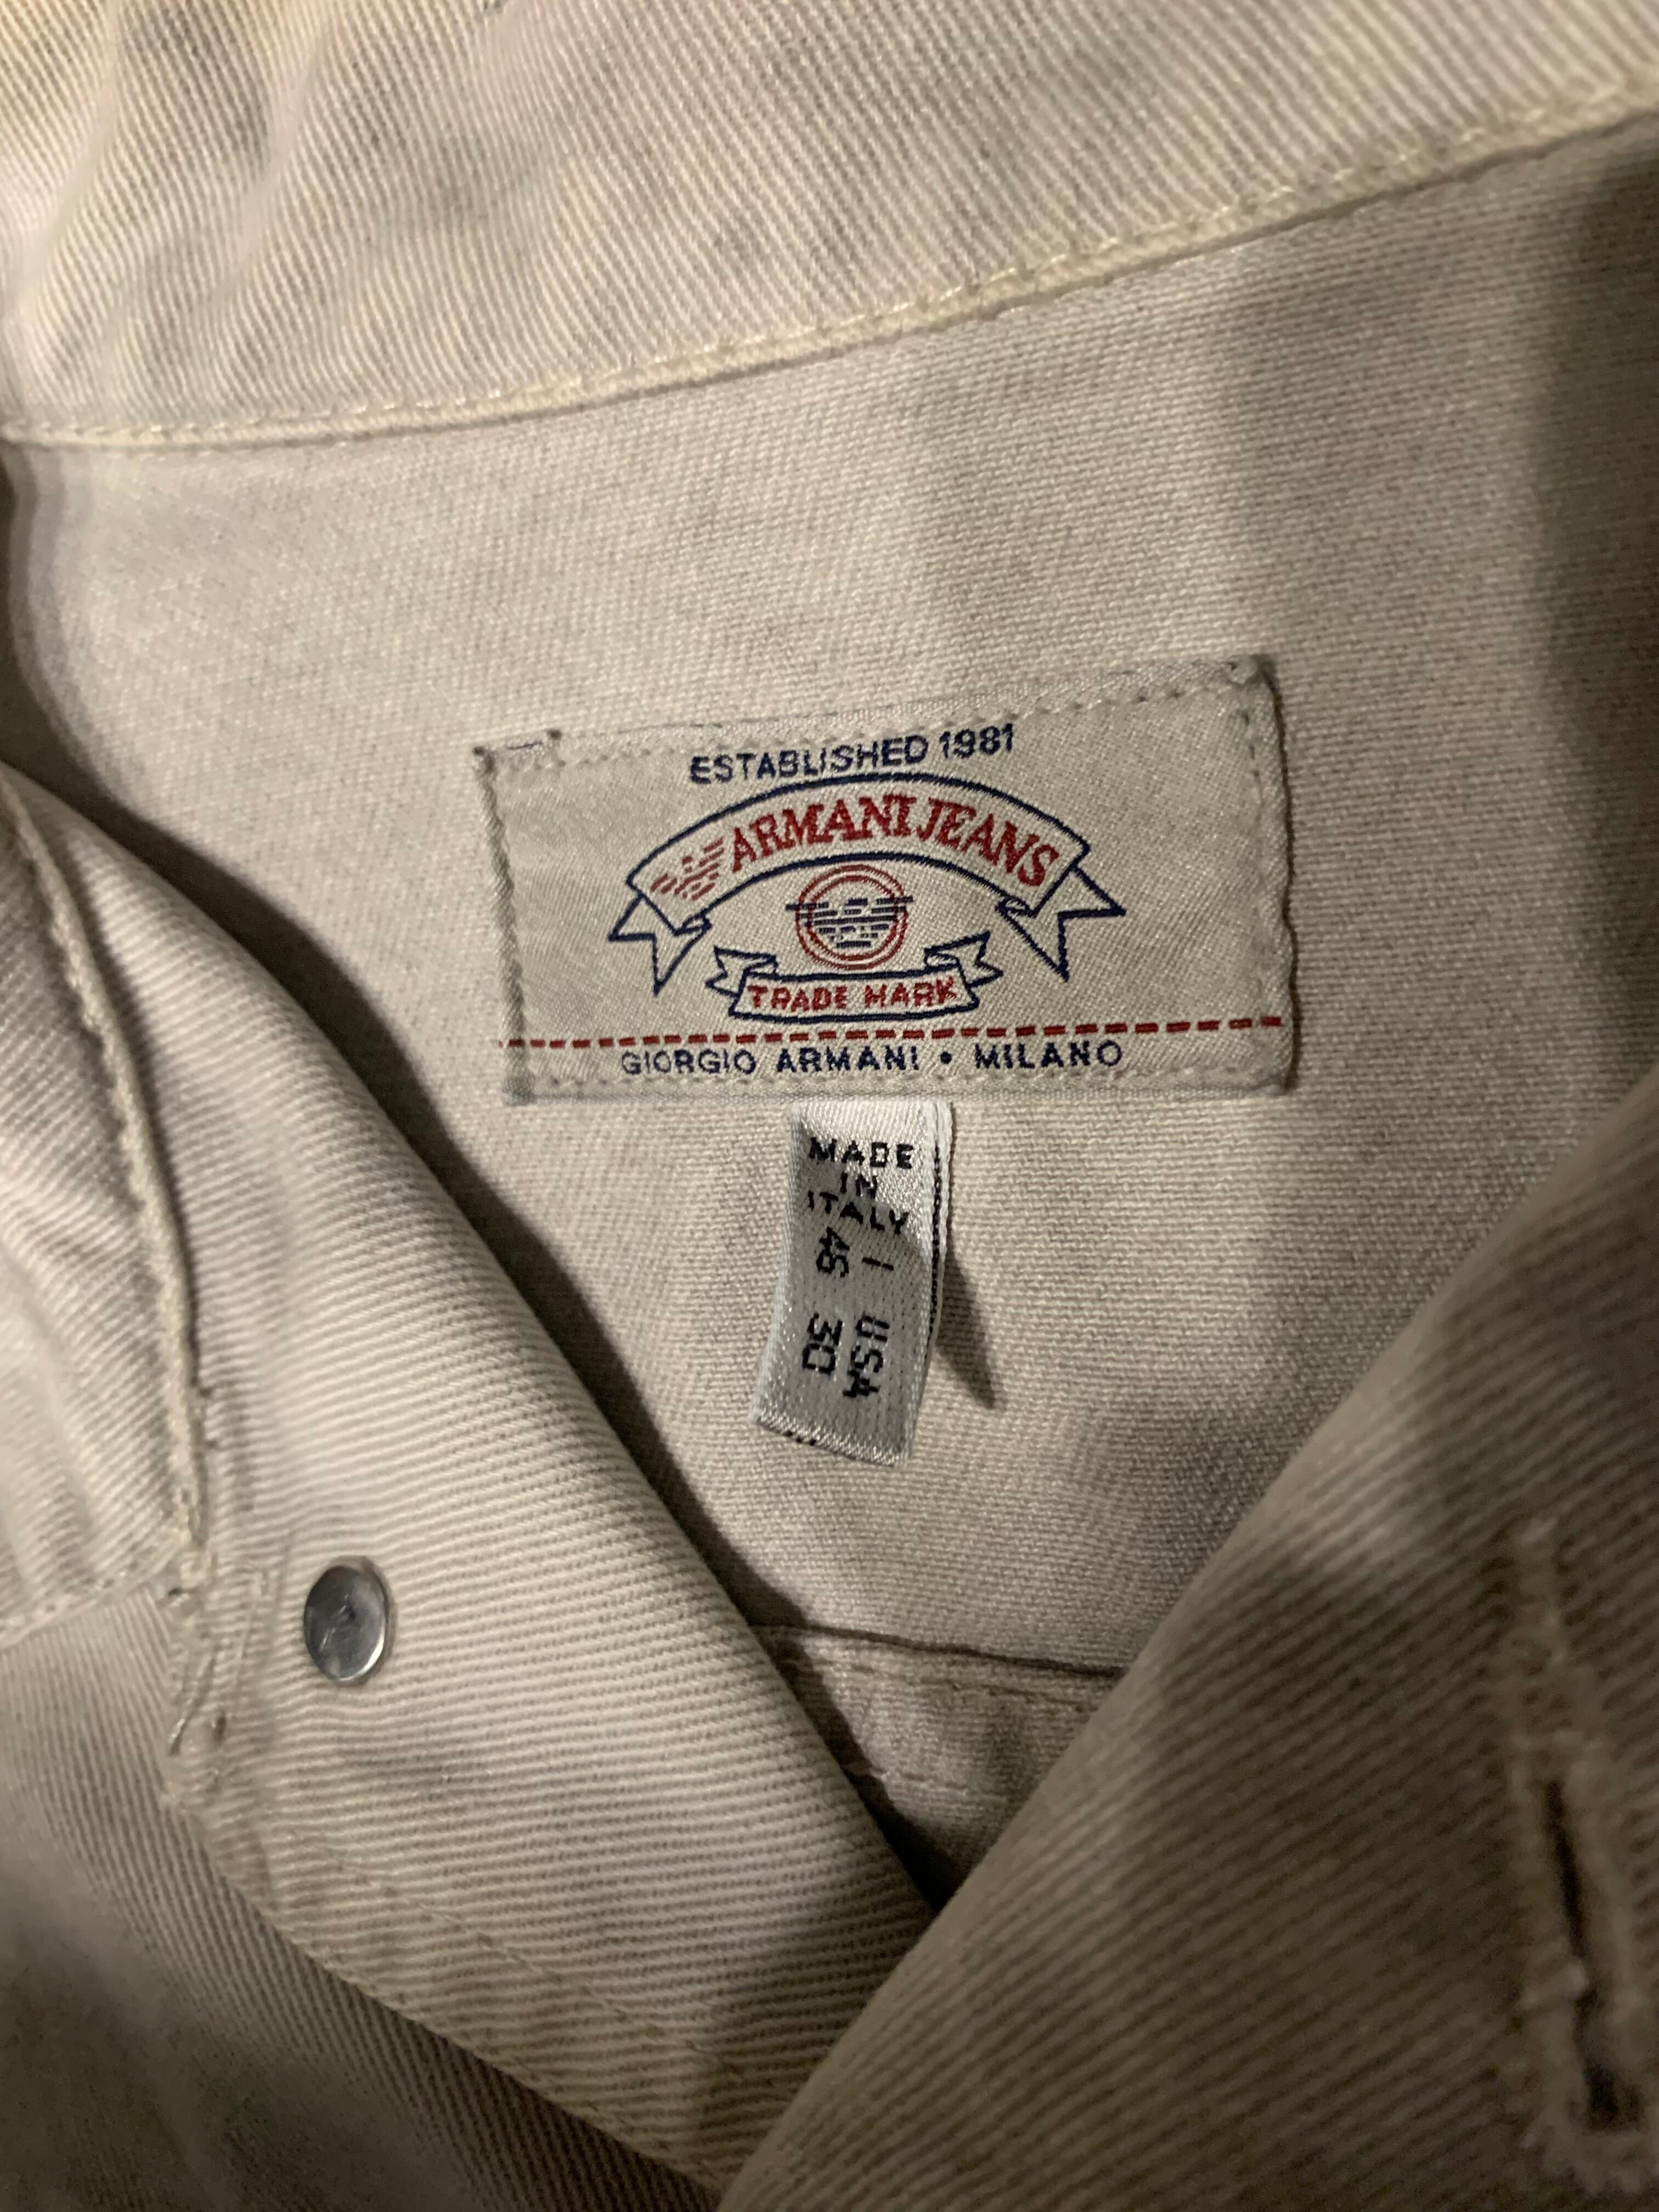 ESTABLISHED 1981
ARMANI JEANS
TRADE MARK
GIORGIO ARMANI • MILANO
MADE
IN
ITALY
I USA
46 30